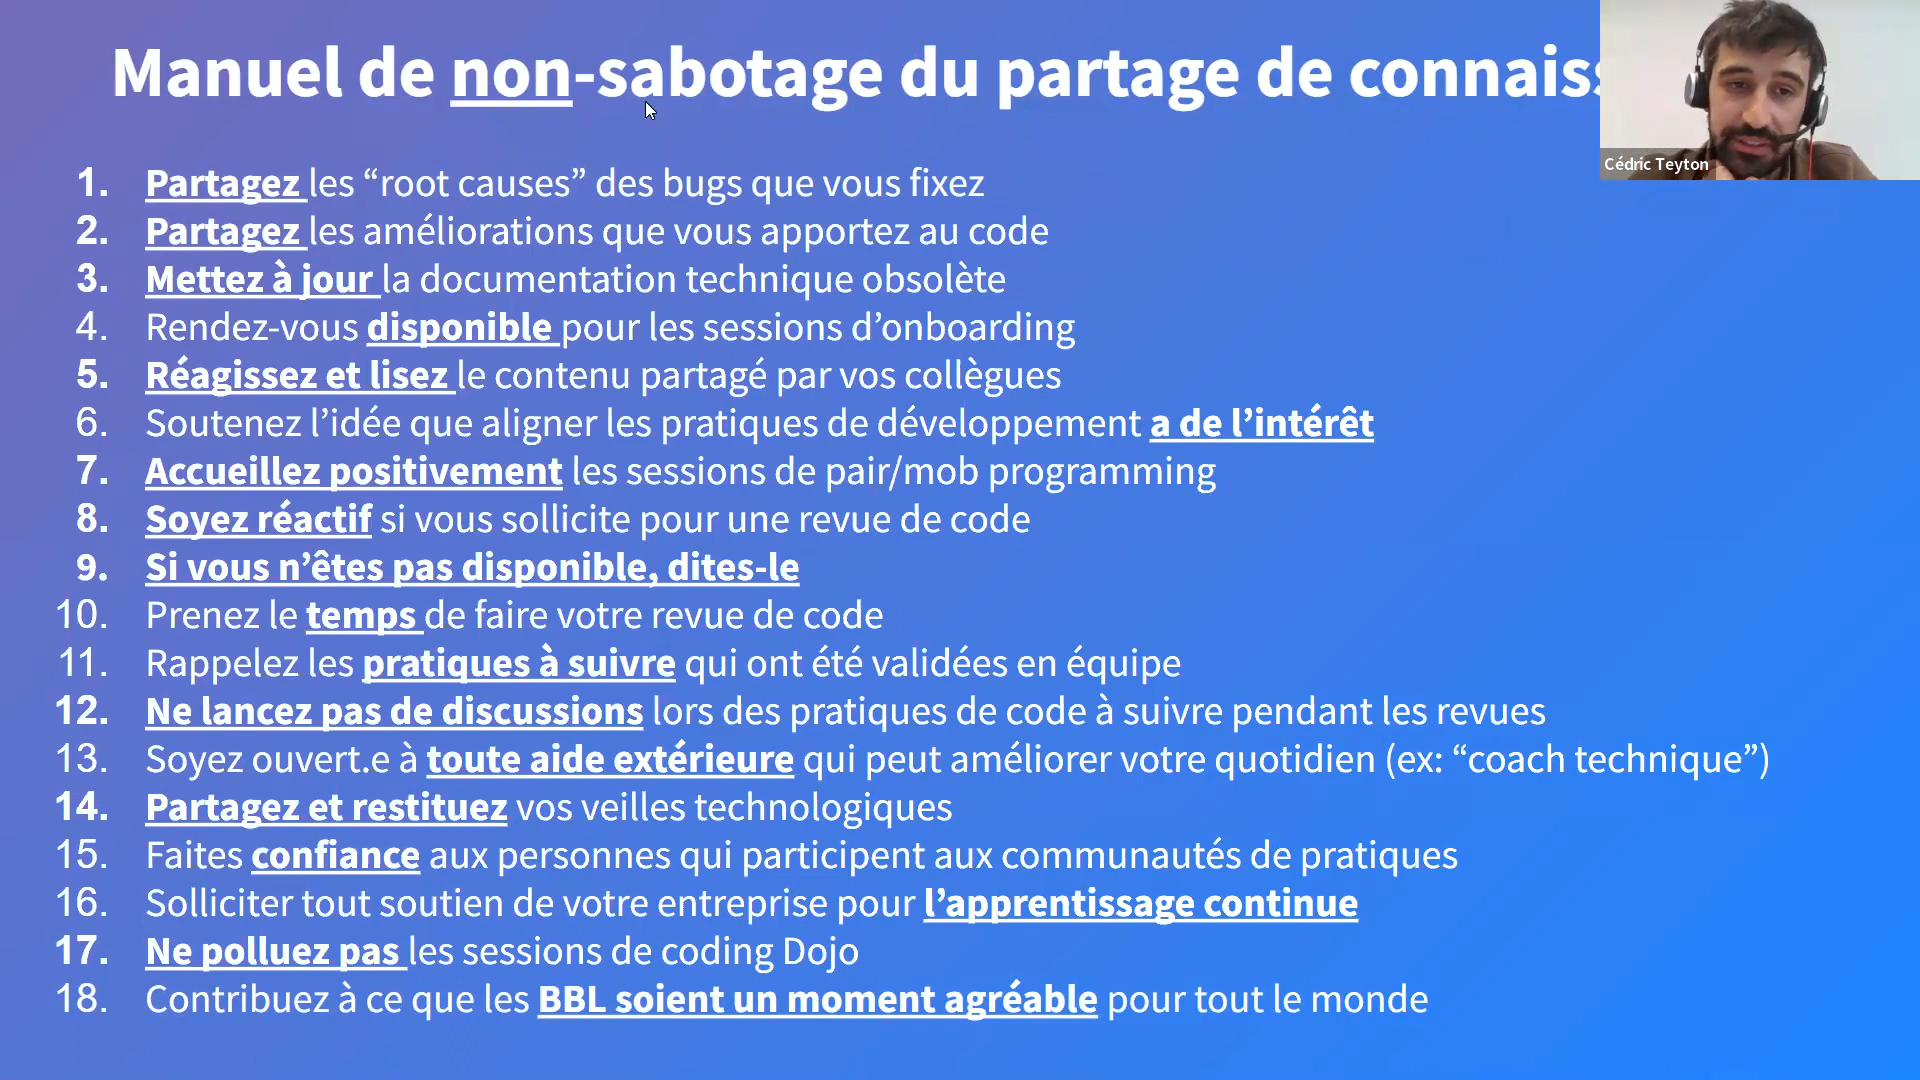 Manuel de non-sabotage du partage de connaiss
Cédric Teyton
1. Partagez les “root causes” des bugs que vous fixez
2. Partagez les améliorations que vous apportez au code
3. Mettez à jour la documentation technique obsolète
4. Rendez-vous disponible pour les sessions d’onboarding
5. Réagissez et lisez le contenu partagé par vos collègues
6. Soutenez l’idée que aligner les pratiques de développement a de l’intérêt
7. Accueillez positivement les sessions de pair/mob programming
8. Soyez réactif si vous sollicite pour une revue de code
9. Si vous n’êtes pas disponible, dites-le
10. Prenez le temps de faire votre revue de code
11. Rappelez les pratiques à suivre qui ont été validées en équipe
12. Ne lancez pas de discussions lors des pratiques de code à suivre pendant les revues
13. Soyez ouvert.e à toute aide extérieure qui peut améliorer votre quotidien (ex: “coach technique”)
14. Partagez et restituez vos veilles technologiques
15. Faites confiance aux personnes qui participent aux communautés de pratiques
16. Solliciter tout soutien de votre entreprise pour l’apprentissage continue
17. Ne polluez pas les sessions de coding Dojo
18. Contribuez à ce que les BBL soient un moment agréable pour tout le monde